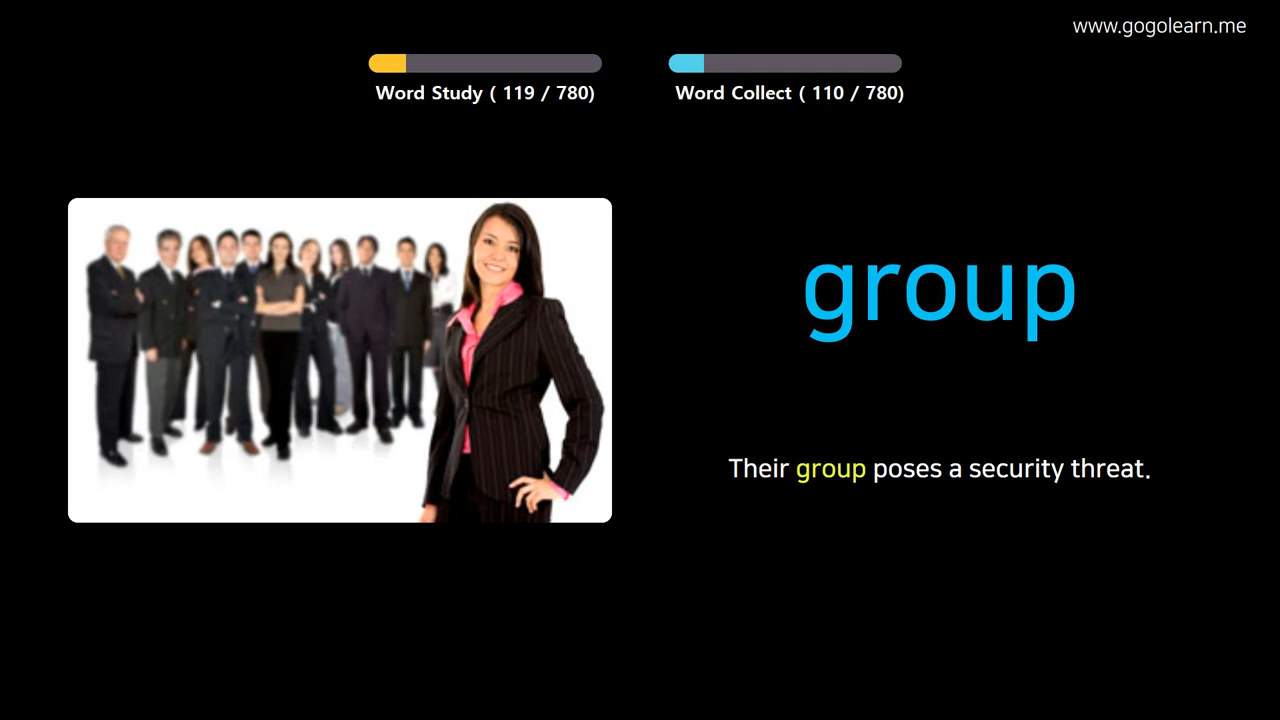 www.gogolearn.me
Word Study ( 119 / 780)
Word Collect ( 110 / 780)
group
Their group poses a security threat.